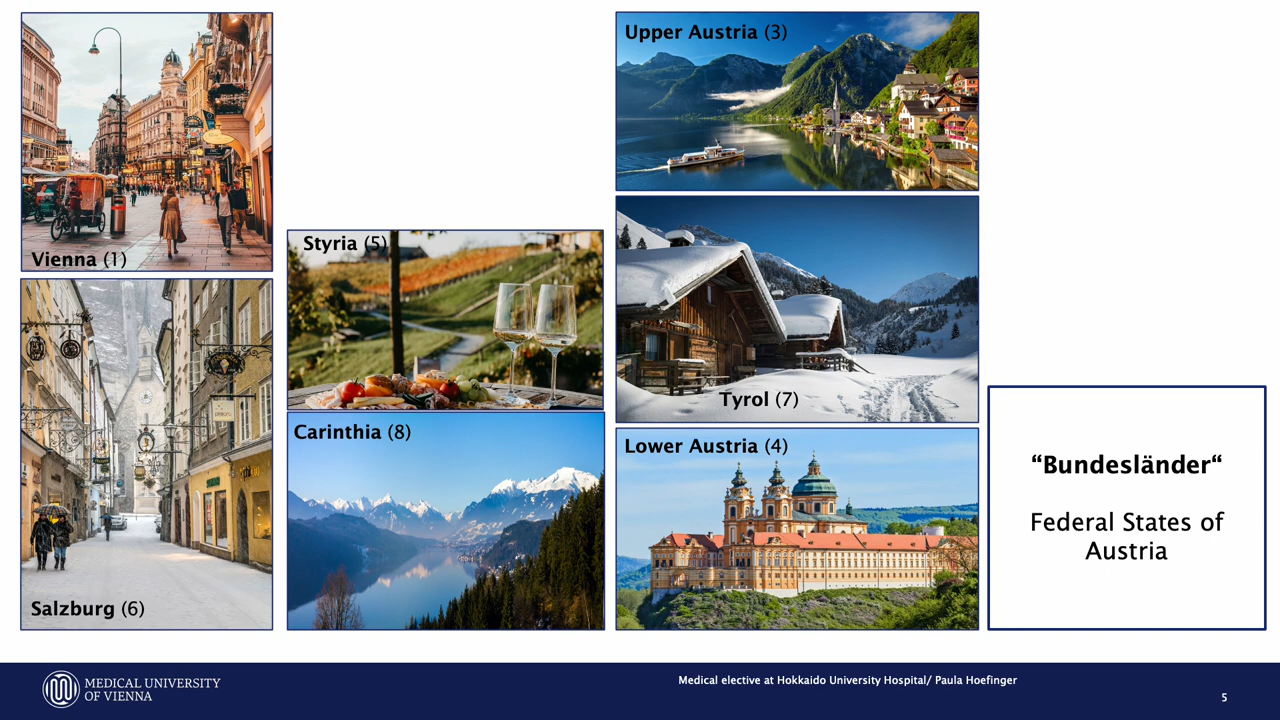 Vienna (1)
Salzburg (6)
Styria (5)
Carinthia (8)
Upper Austria (3)
Tyrol (7)
Lower Austria (4)
“Bundesländer“
Federal States of
Austria
MEDICAL UNIVERSITY
OF VIENNA
Medical elective at Hokkaido University Hospital/ Paula Hoefinger
5